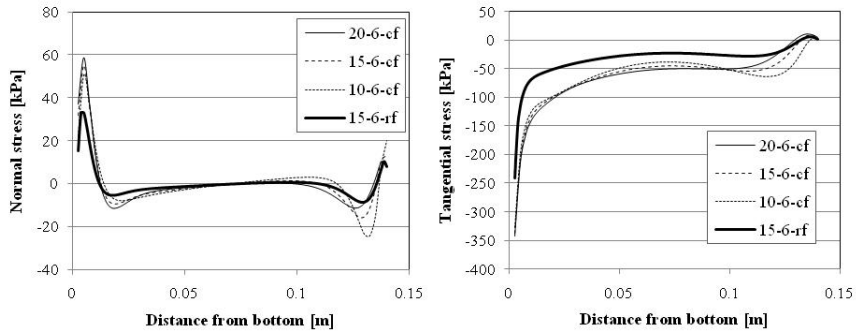 80
60
40
20
0
-20
-40
0 0.05 0.1 0.15
Normal stress [kPa]
Distance from bottom [m]
20-6-cf
15-6-cf
10-6-cf
15-6-rf
50
0
-50
-100
-150
-200
-250
-300
-350
-400
0 0.05 0.1 0.15
Tangential stress [kPa]
Distance from bottom [m]
20-6-cf
15-6-cf
10-6-cf
15-6-rf